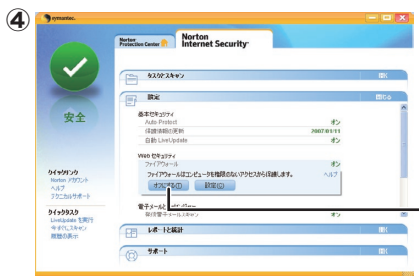 ④
symantec.
Norton Protection Center
Norton Internet Security
安全
タスクとスキャン
開く
設定
閉じる
基本セキュリティ
Auto-Protect オン
保護情報の更新 2007/01/11
自動 LiveUpdate オン
Web セキュリティ
ファイアウォール オン
ファイアウォールはコンピュータを権限のないアクセスから保護します。 ヘルプ
オフにする(T) 設定(G)
電子メールと
オン
レポートと統計
開く
サポート
開く
クイックリンク
Norton アカウント
ヘルプ
テクニカルサポート
クイックタスク
LiveUpdate を実行
今すぐスキャン
履歴の表示